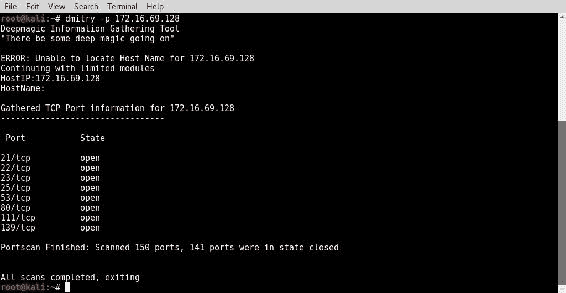 File Edit View Search Terminal Help
root@kali:~# dmitry -p 172.16.69.128
Deepmagic Information Gathering Tool
"There be some deep magic going on"
ERROR: Unable to locate Host Name for 172.16.69.128
Continuing with limited modules
HostIP:172.16.69.128
HostName:
Gathered TCP Port information for 172.16.69.128
---------------------------------
Port State
21/tcp open
22/tcp open
23/tcp open
25/tcp open
53/tcp open
80/tcp open
111/tcp open
139/tcp open
Portscan Finished: Scanned 150 ports, 141 ports were in state closed
All scans completed, exiting
root@kali:~#